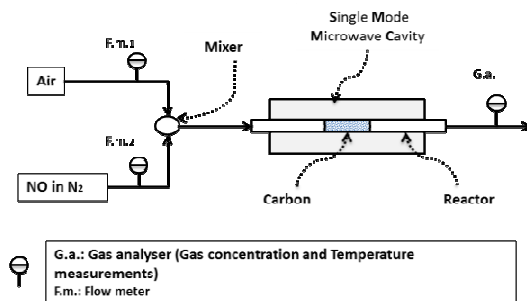 Single Mode
Microwave Cavity
F.m.1
Mixer
G.a.
Air
F.m.2
NO in N2
Carbon
Reactor
G.a.: Gas analyser (Gas concentration and Temperature
measurements)
F.m.: Flow meter